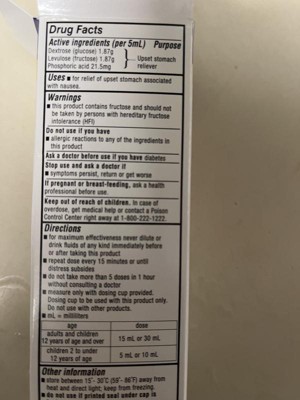 Drug Facts
Active ingredients (per 5mL) Purpose
Dextrose (glucose) 1.87g
Levulose (fructose) 1.87g } Upset stomach
Phosphoric acid 21.5mg reliever
Uses ■ for relief of upset stomach associated
with nausea.
Warnings
■ this product contains fructose and should not
be taken by persons with hereditary fructose
intolerance (HFI)
Do not use if you have
■ allergic reactions to any of the ingredients in
this product
Ask a doctor before use if you have diabetes
Stop use and ask a doctor if
■ symptoms persist, return or get worse
If pregnant or breast-feeding, ask a health
professional before use.
Keep out of reach of children. In case of
overdose, get medical help or contact a Poison
Control Center right away at 1-800-222-1222.
Directions
■ for maximum effectiveness never dilute or
drink fluids of any kind immediately before
or after taking this product
■ repeat dose every 15 minutes or until
distress subsides
■ do not take more than 5 doses in 1 hour
without consulting a doctor
■ measure only with dosing cup provided.
Dosing cup to be used with this product only.
Do not use with other products.
■ mL = milliliters
age dose
adults and children
12 years of age and over 15 mL or 30 mL
children 2 to under
12 years of age 5 mL or 10 mL
Other information
■ store between 15°- 30°C (59°-86°F) away from
heat and direct light; keep from freezing.
■ do not use if printed seal under cap is